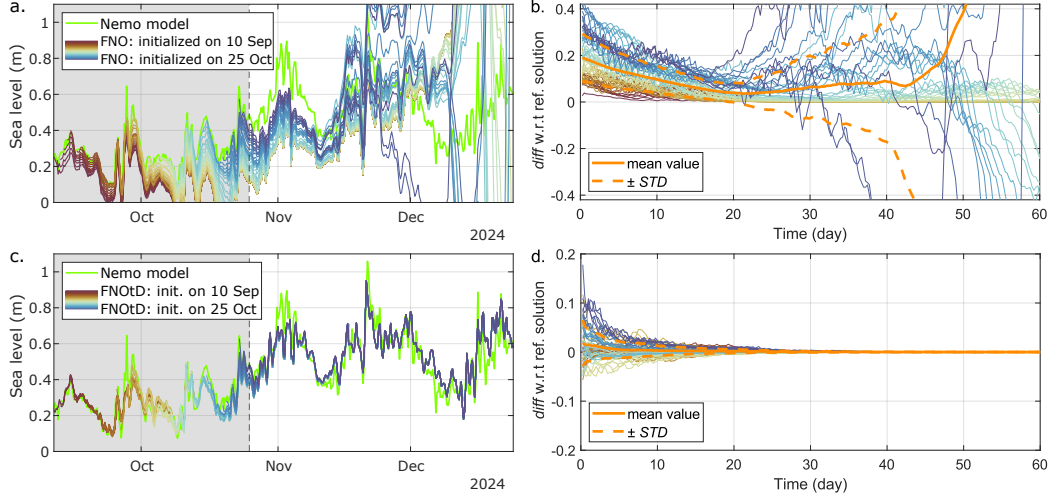 a.
Sea level (m)
1
0.8
0.6
0.4
0.2
0
Nemo model
FNO: initialized on 10 Sep
FNO: initialized on 25 Oct
Oct
Nov
Dec
2024
b.
diff w.r.t ref. solution
0.4
0.2
0
-0.2
-0.4
mean value
± STD
0
10
20
30
40
50
60
Time (day)
c.
Sea level (m)
1
0.8
0.6
0.4
0.2
0
Nemo model
FNOtD: init. on 10 Sep
FNOtD: init. on 25 Oct
Oct
Nov
Dec
2024
d.
diff w.r.t ref. solution
0.2
0.1
0
-0.1
-0.2
mean value
± STD
0
10
20
30
40
50
60
Time (day)